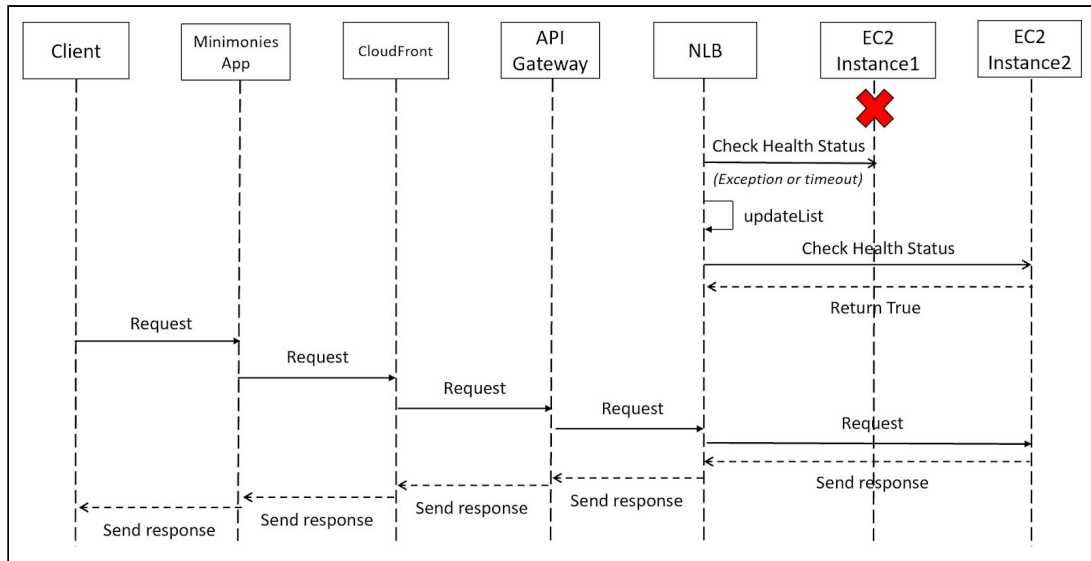 Client
Minimonies
App
CloudFront
API
Gateway
NLB
EC2
Instance1
EC2
Instance2
Check Health Status
(Exception or timeout)
updateList
Check Health Status
Return True
Request
Request
Request
Request
Request
Send response
Send response
Send response
Send response
Send response